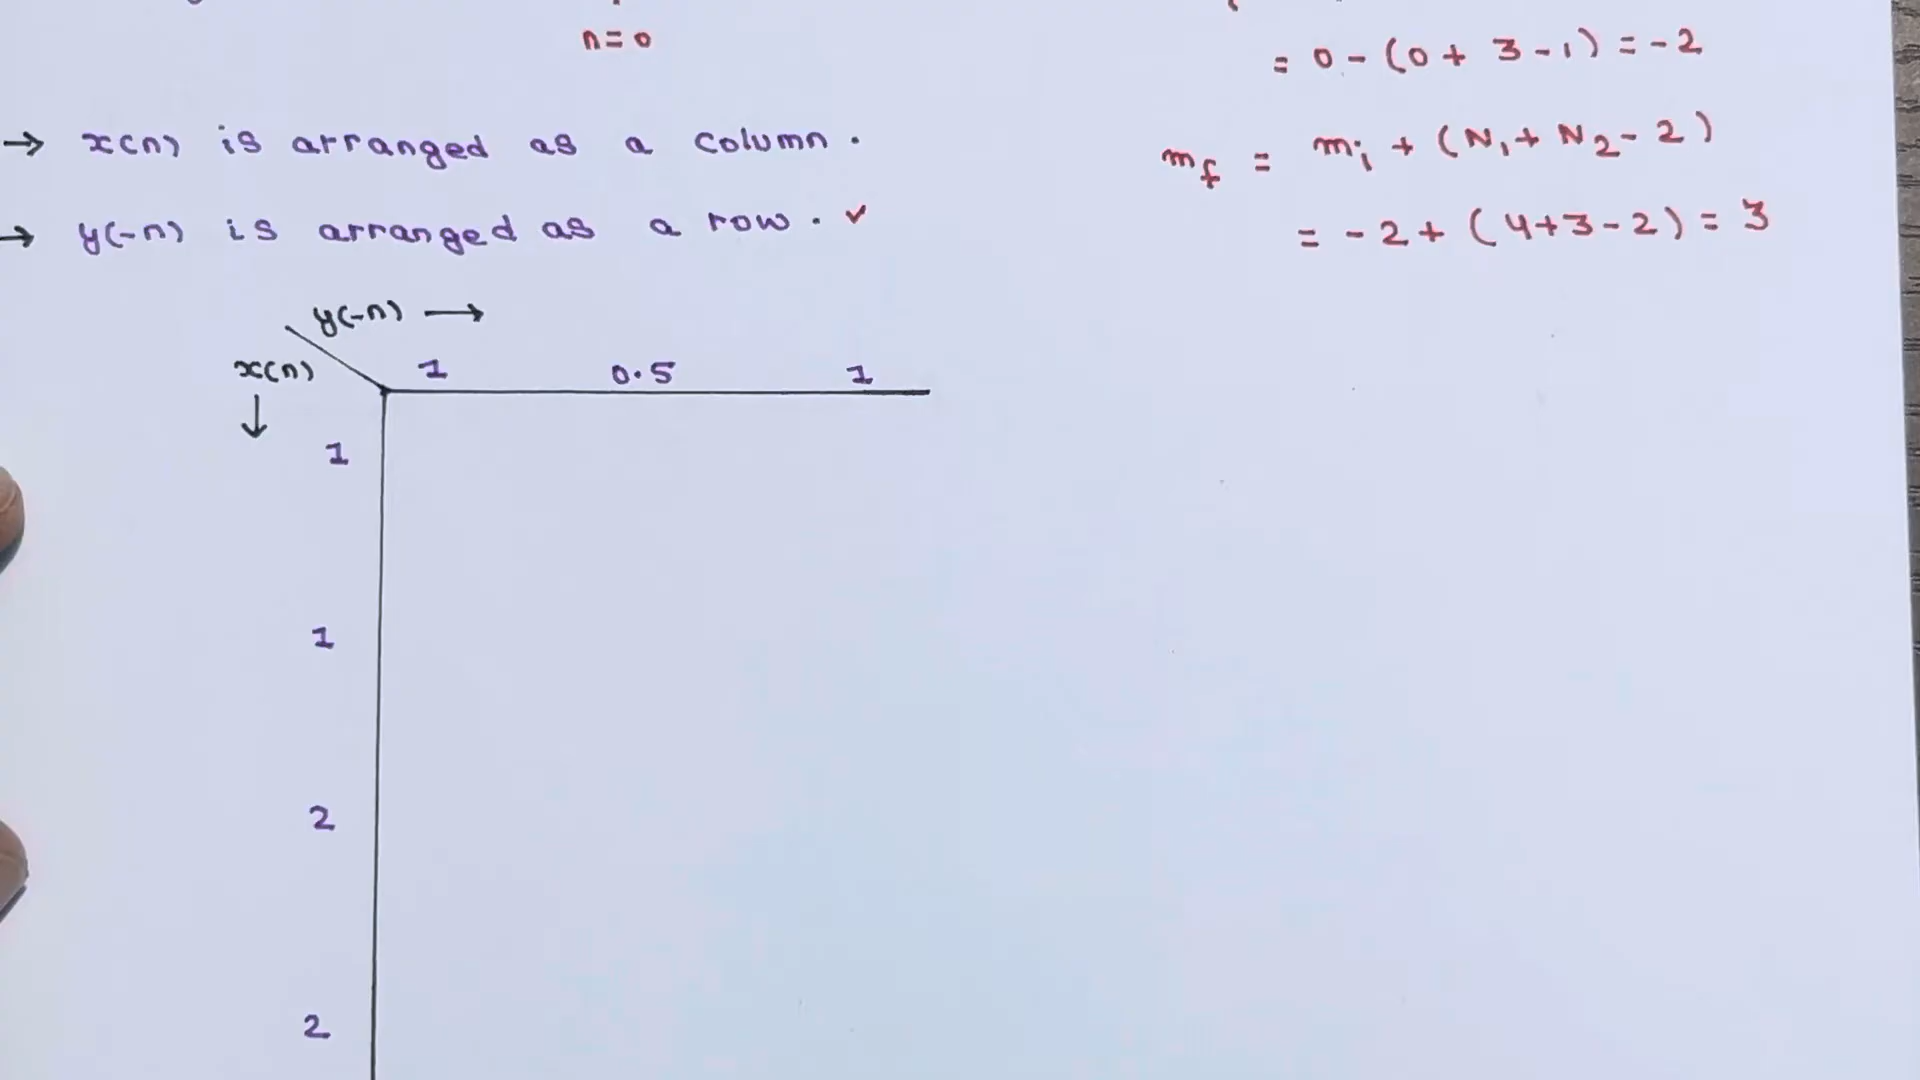 n=0
= 0-(0+ 3-1) = -2
→ x(n) is arranged as a column.
m_f = m_i + (N_1+ N_2- 2)
→ y(-n) is arranged as a row. ✓
= -2+ (4+3-2) = 3
y(-n) →
x(n) 1 0.5 1
↓
1
1
2
2